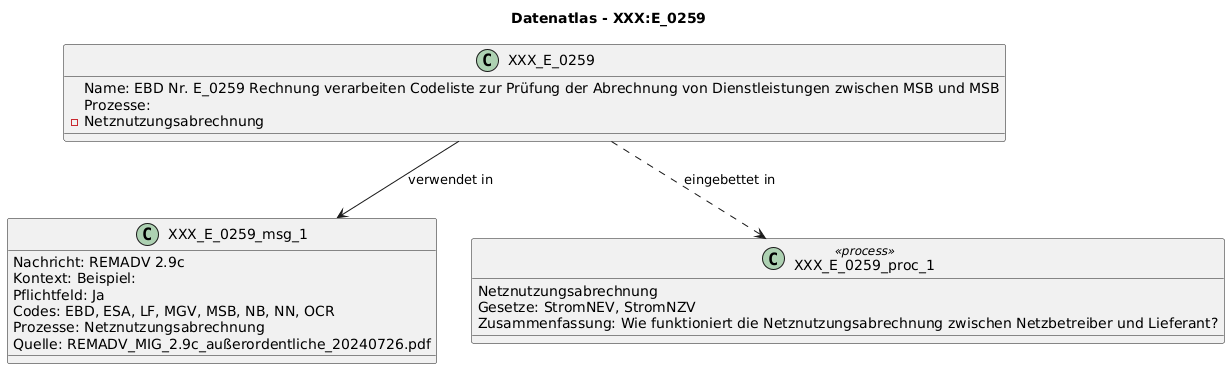 Datenatlas - XXX:E_0259
C XXX_E_0259
Name: EBD Nr. E_0259 Rechnung verarbeiten Codeliste zur Prüfung der Abrechnung von Dienstleistungen zwischen MSB und MSB
Prozesse:
Netznutzungsabrechnung
verwendet in
eingebettet in
C XXX_E_0259_msg_1
Nachricht: REMADV 2.9c
Kontext: Beispiel:
Pflichtfeld: Ja
Codes: EBD, ESA, LF, MGV, MSB, NB, NN, OCR
Prozesse: Netznutzungsabrechnung
Quelle: REMADV_MIG_2.9c_außerordentliche_20240726.pdf
«process»
C XXX_E_0259_proc_1
Netznutzungsabrechnung
Gesetze: StromNEV, StromNZV
Zusammenfassung: Wie funktioniert die Netznutzungsabrechnung zwischen Netzbetreiber und Lieferant?